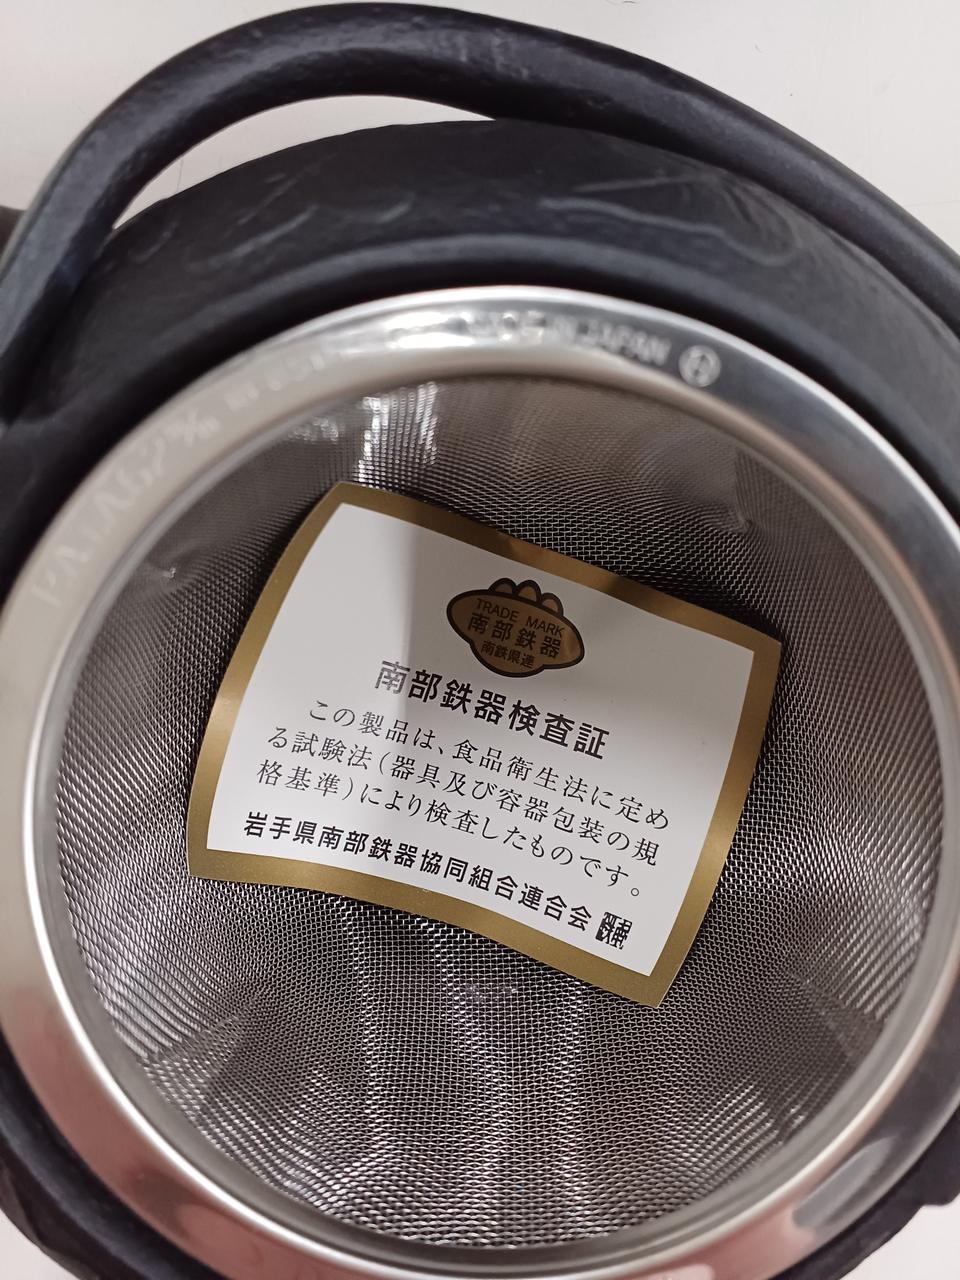 MADE IN JAPAN
TRADE MARK
南部鉄器
南鉄県連
南部鉄器検査証
この製品は、食品衛生法に定め
る試験法(器具及び容器包装の規
格基準)により検査したものです。
岩手県南部鉄器協同組合連合会